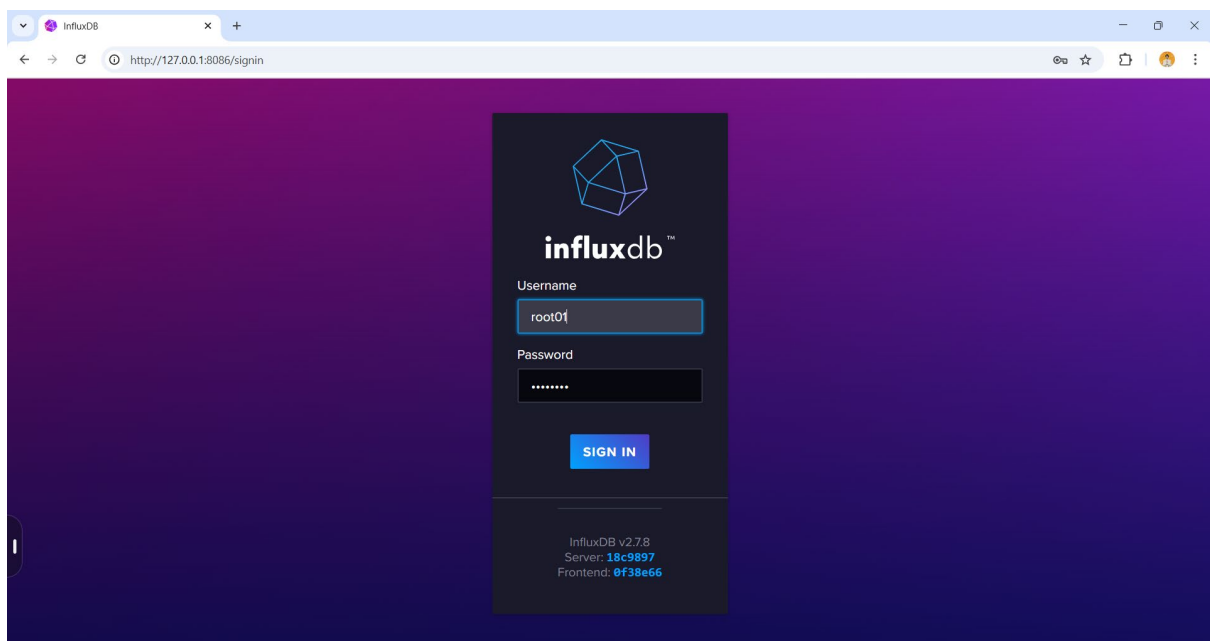 InfluxDB
http://127.0.0.1:8086/signin
influxdb™
Username
root01
Password
••••••••
SIGN IN
InfluxDB v2.7.8
Server: 18c9897
Frontend: 0f38e66